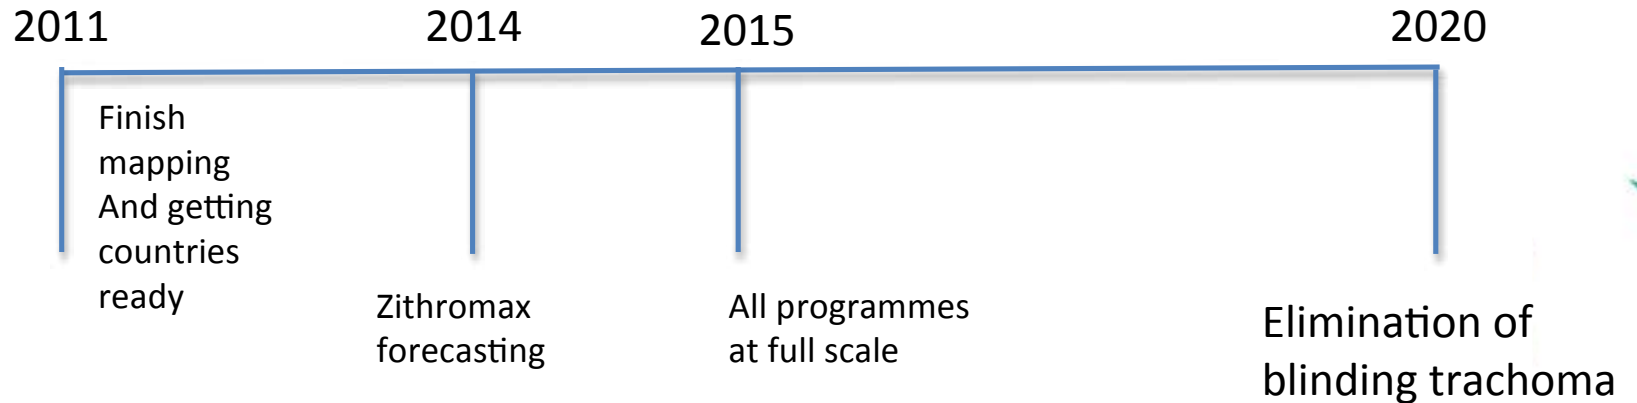 2011
2014
2015
2020
Finish
mapping
And getting
countries
ready
Zithromax
forecasting
All programmes
at full scale
Elimination of
blinding trachoma